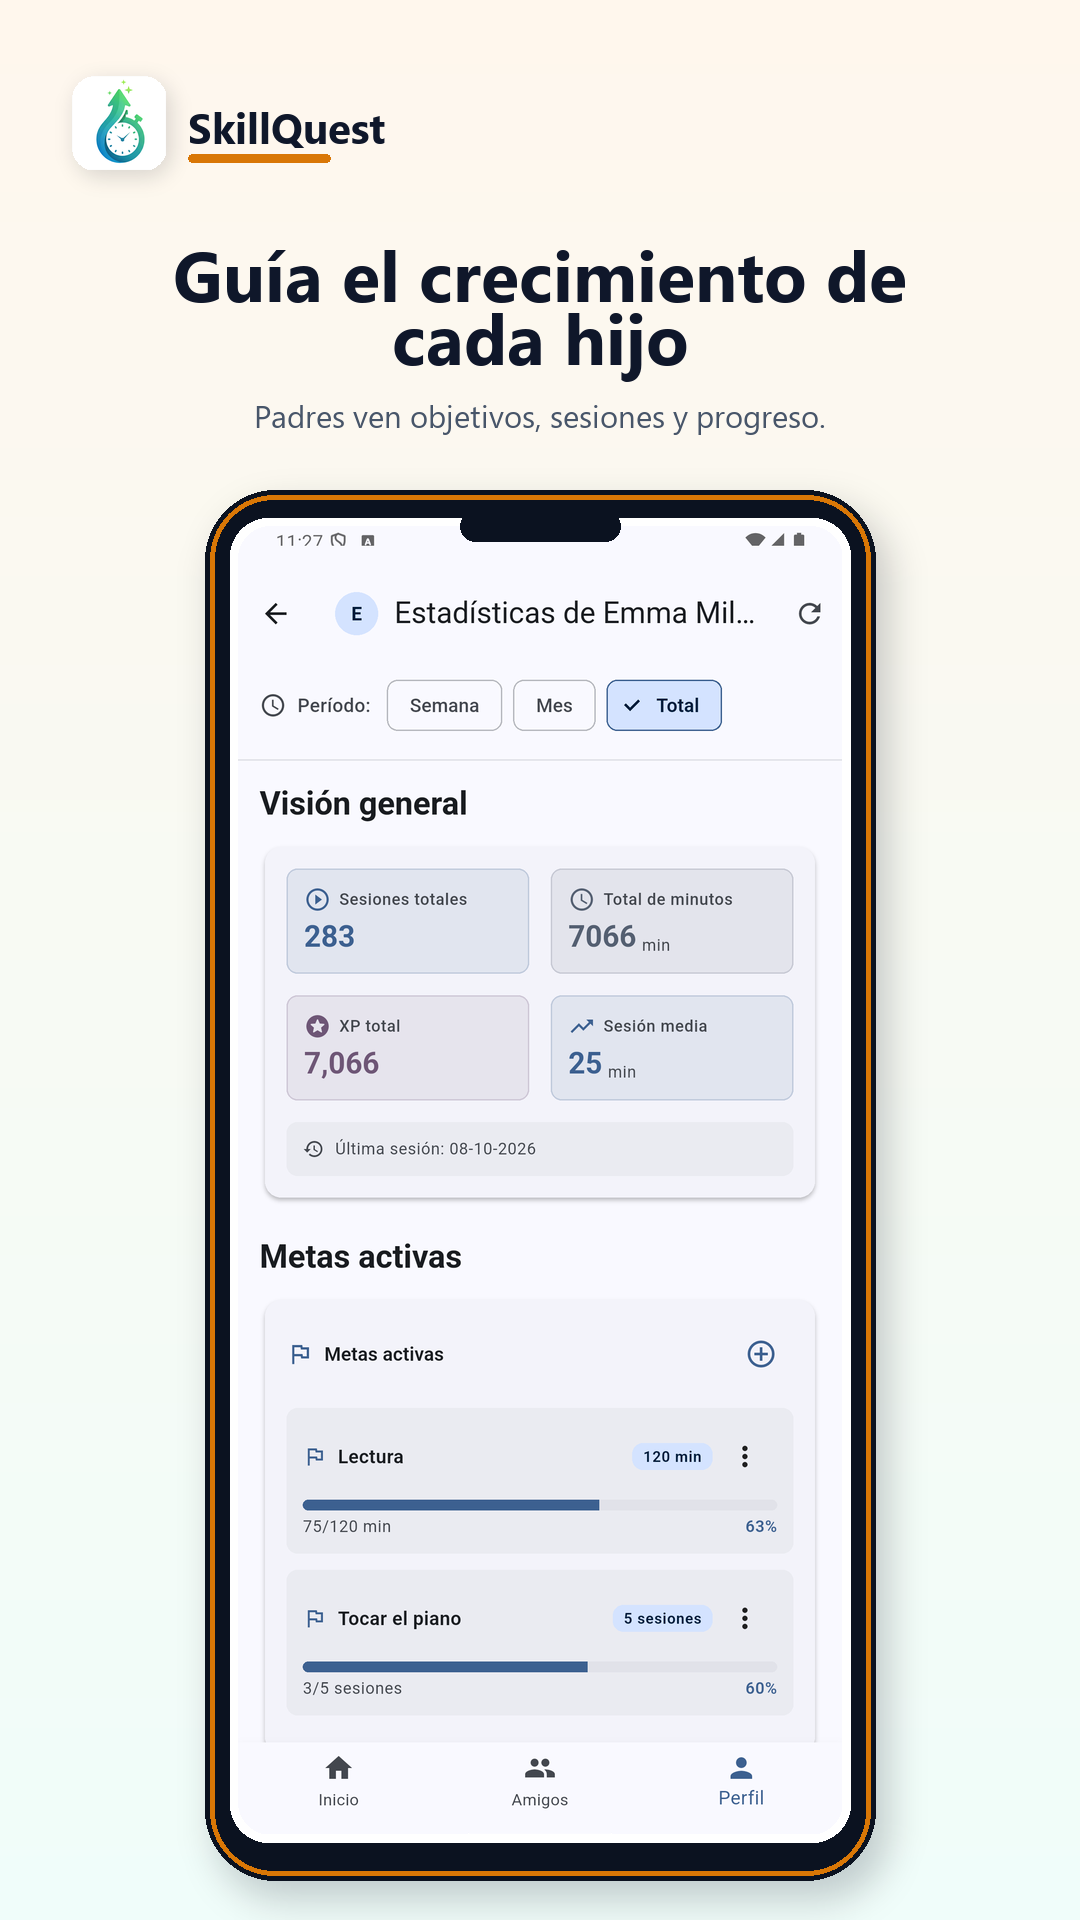 SkillQuest
Guía el crecimiento de
cada hijo
Padres ven objetivos, sesiones y progreso.
11:27
E
Estadísticas de Emma Mil...
Período:
Semana
Mes
Total
Visión general
Sesiones totales
283
Total de minutos
7066 min
XP total
7,066
Sesión media
25 min
Última sesión: 08-10-2026
Metas activas
Metas activas
Lectura
120 min
75/120 min
63%
Tocar el piano
5 sesiones
3/5 sesiones
60%
Inicio
Amigos
Perfil